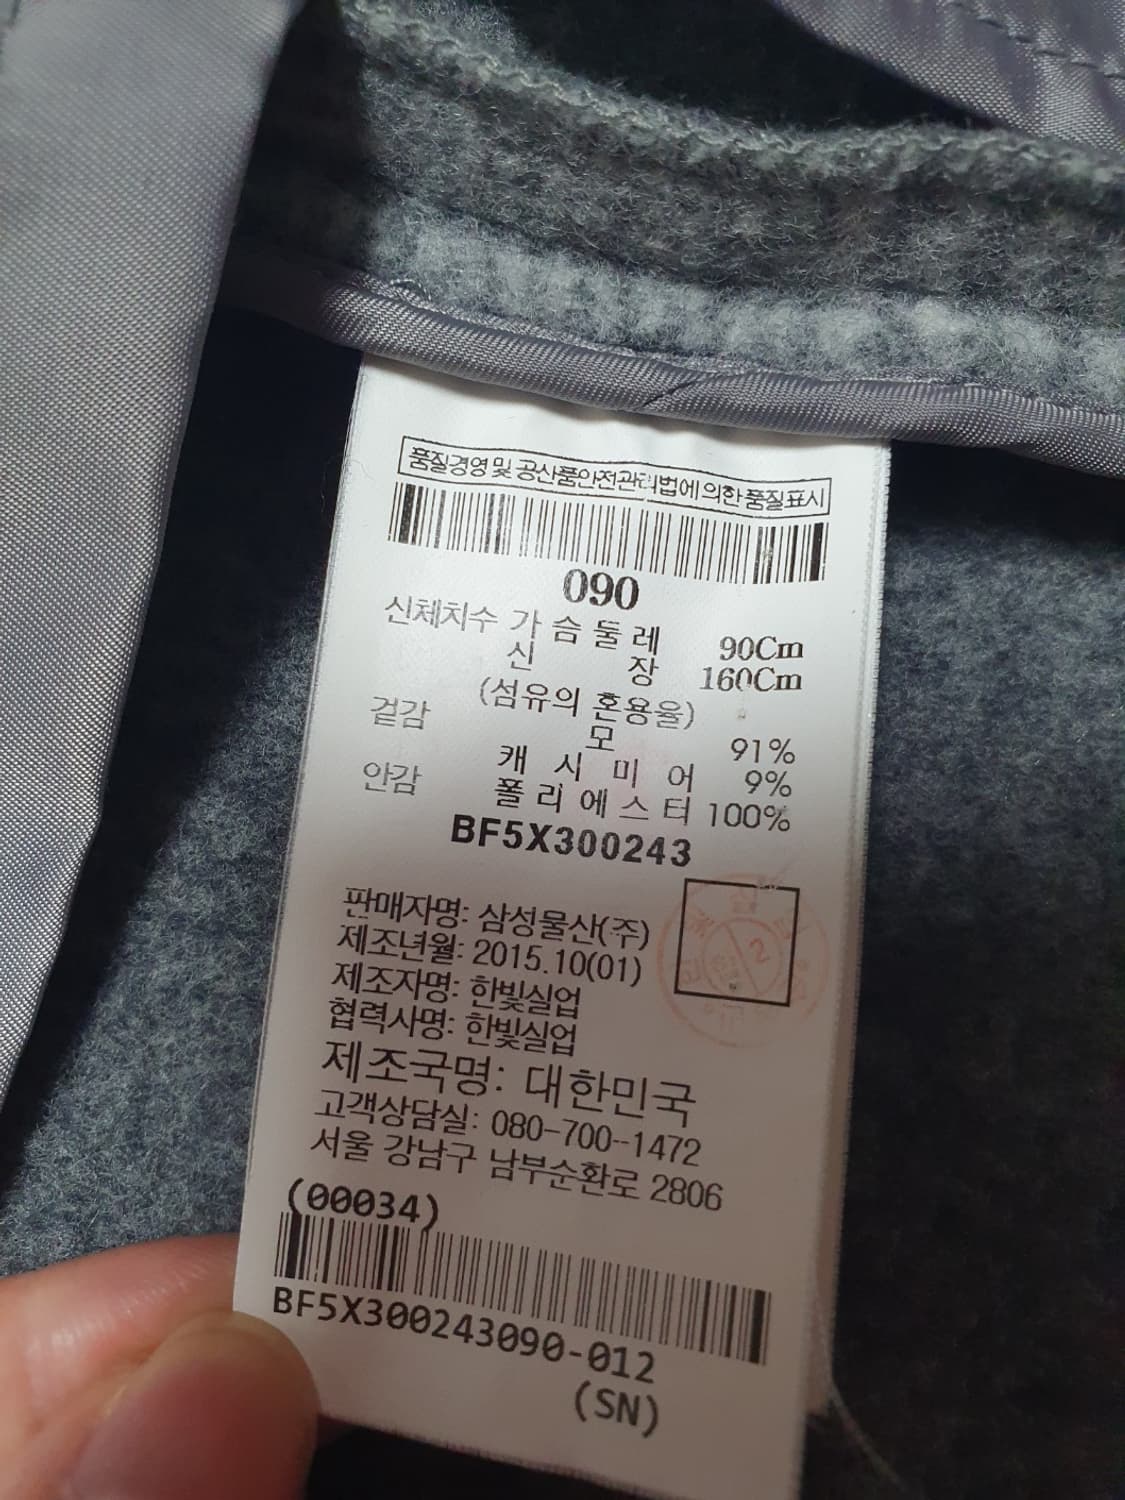 품질경영 및 공산품안전관리법에 의한 품질표시
090
신체치수 가슴둘레 90Cm
신 장 160Cm
(섬유의 혼용율)
겉감
모 91%
캐 시 미 어 9%
안감 폴리에스터 100%
BF5X300243
판매자명: 삼성물산(주)
제조년월: 2015.10(01)
제조자명: 한빛실업
협력사명: 한빛실업
제조국명: 대한민국
고객상담실: 080-700--1472
서울 강남구 남부순환로 2806
(00034)
BF5X300243090-012
(SN)
2